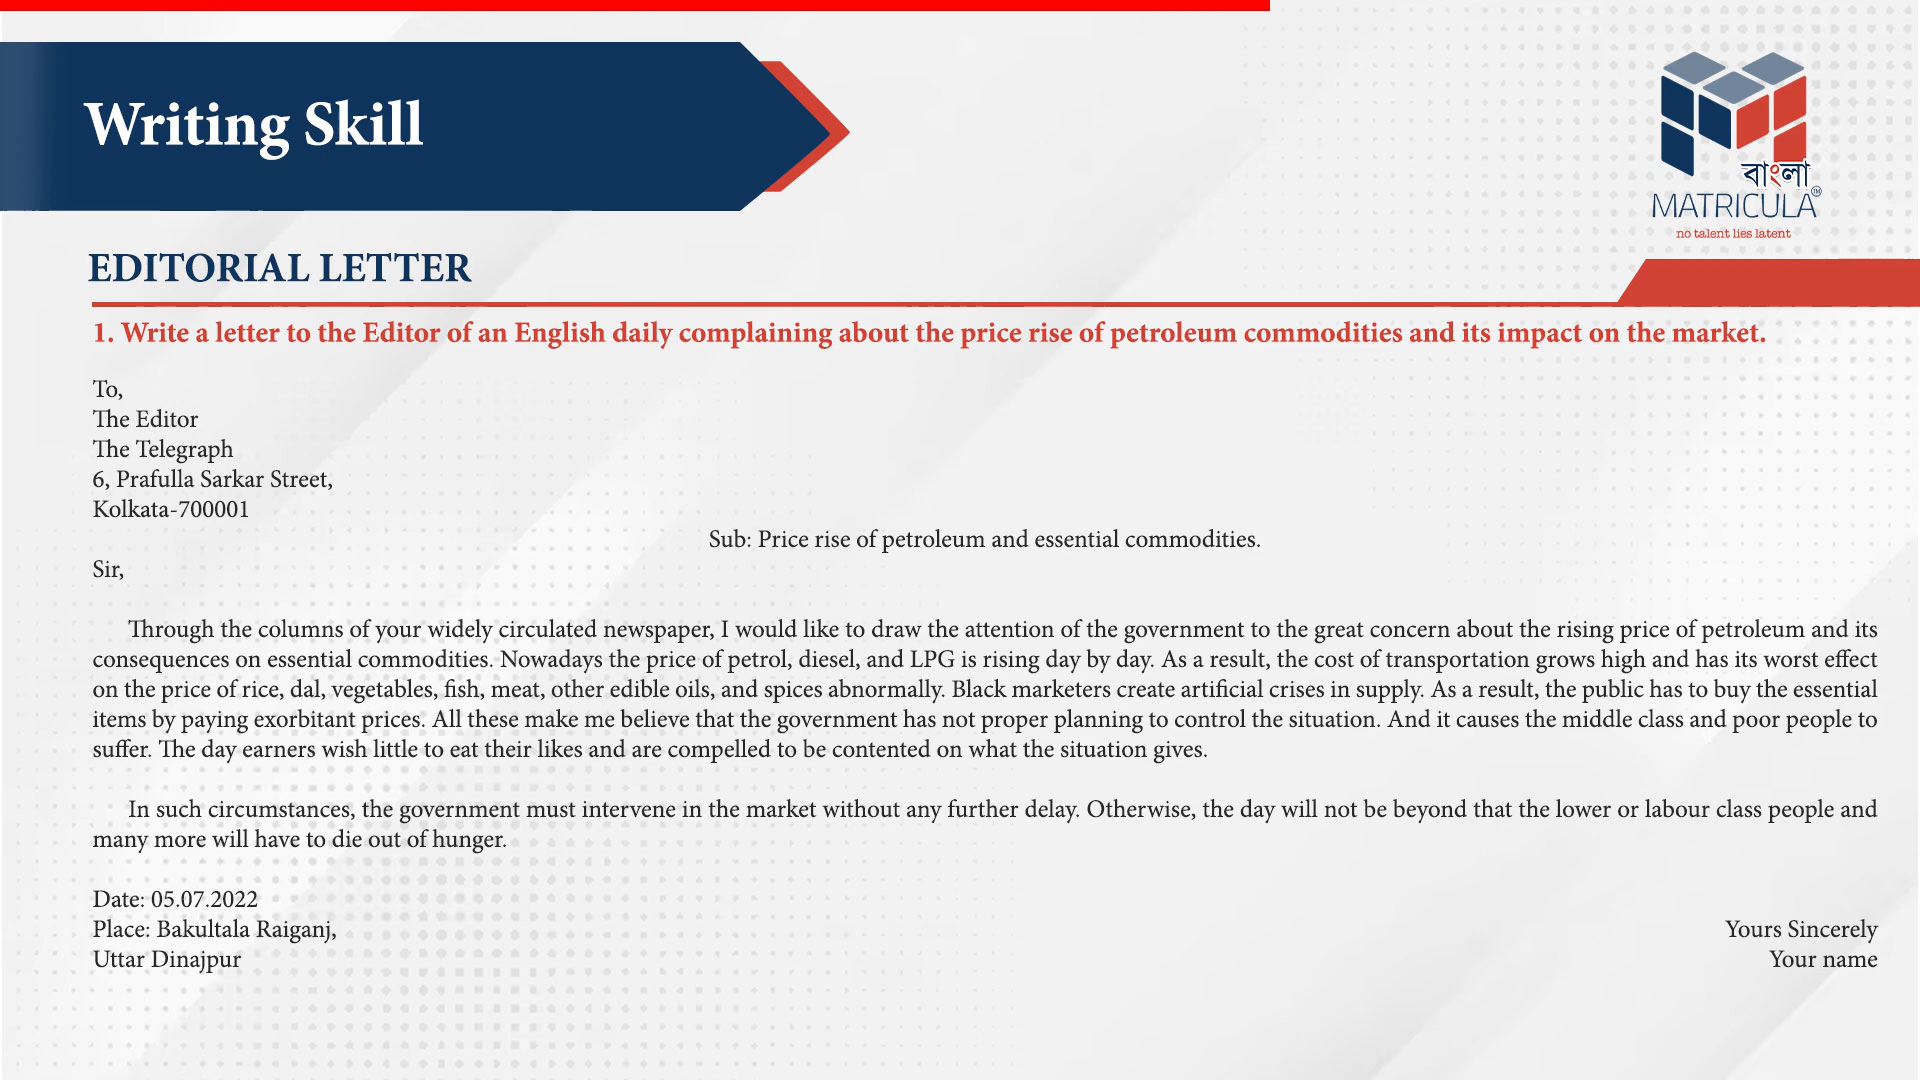 Writing Skill
বাংলা
MATRICULA
TM
no talent lies latent
EDITORIAL LETTER
1. Write a letter to the Editor of an English daily complaining about the price rise of petroleum commodities and its impact on the market.
To,
The Editor
The Telegraph
6, Prafulla Sarkar Street,
Kolkata-700001
Sub: Price rise of petroleum and essential commodities.
Sir,
Through the columns of your widely circulated newspaper, I would like to draw the attention of the government to the great concern about the rising price of petroleum and its
consequences on essential commodities. Nowadays the price of petrol, diesel, and LPG is rising day by day. As a result, the cost of transportation grows high and has its worst effect
on the price of rice, dal, vegetables, fish, meat, other edible oils, and spices abnormally. Black marketers create artificial crises in supply. As a result, the public has to buy the essential
items by paying exorbitant prices. All these make me believe that the government has not proper planning to control the situation. And it causes the middle class and poor people to
suffer. The day earners wish little to eat their likes and are compelled to be contented on what the situation gives.
In such circumstances, the government must intervene in the market without any further delay. Otherwise, the day will not be beyond that the lower or labour class people and
many more will have to die out of hunger.
Date: 05.07.2022
Place: Bakultala Raiganj,
Uttar Dinajpur
Yours Sincerely
Your name